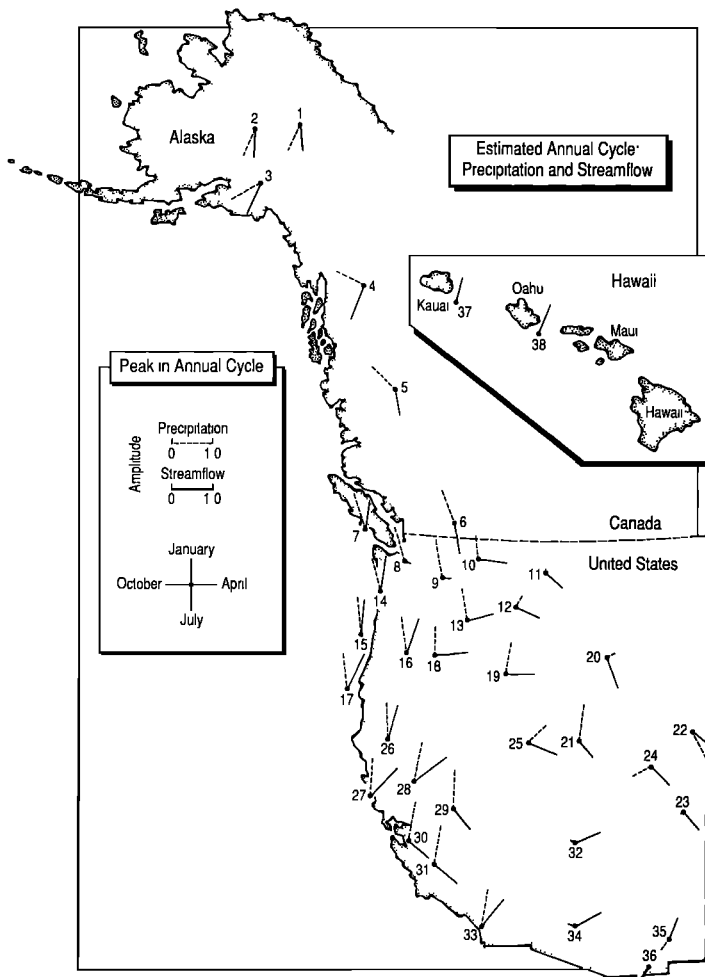 Estimated Annual Cycle:
Precipitation and Streamflow
Alaska
1
2
3
4
5
Hawaii
Kauai
37
Oahu
38
Maui
Hawaii
Peak in Annual Cycle
Amplitude
Precipitation
0 1 0
Streamflow
0 1 0
January
October
April
July
Canada
United States
6
7
8
9
10
11
12
13
14
15
16
17
18
19
20
21
22
23
24
25
26
27
28
29
30
31
32
33
34
35
36